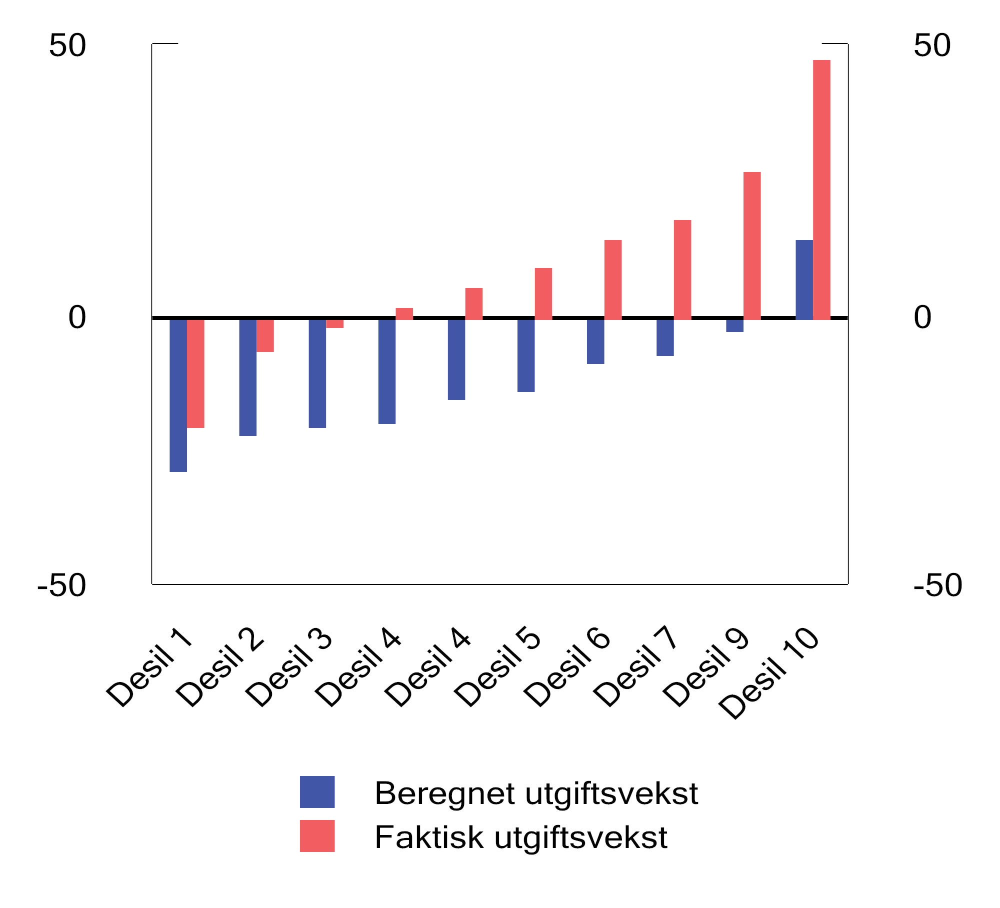 50
50
0
0
-50
-50
Desil 1
Desil 2
Desil 3
Desil 4
Desil 4
Desil 5
Desil 6
Desil 7
Desil 9
Desil 10
Beregnet utgiftsvekst
Faktisk utgiftsvekst